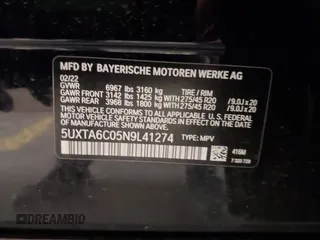 MFD BY BAYERISCHE MOTOREN WERKE AG
02/22
GVWR 6967 lbs 3160 kg TIRE / RIM
GAWR FRONT 3142 lbs 1425 kg WITH 275/45 R20 / 9.0J x 20
GAWR REAR 3968 lbs 1800 kg WITH 275/45 R20 / 9.0J x 20
THIS VEHICLE CONFORMS TO ALL APPLICABLE U.S. FEDERAL MOTOR VEHICLE SAFETY
STANDARDS IN EFFECT ON THE DATE OF MANUFACTURE SHOWN ABOVE.
5UXTA6C05N9L41274 TYPE: MPV
416M
DREAMBID